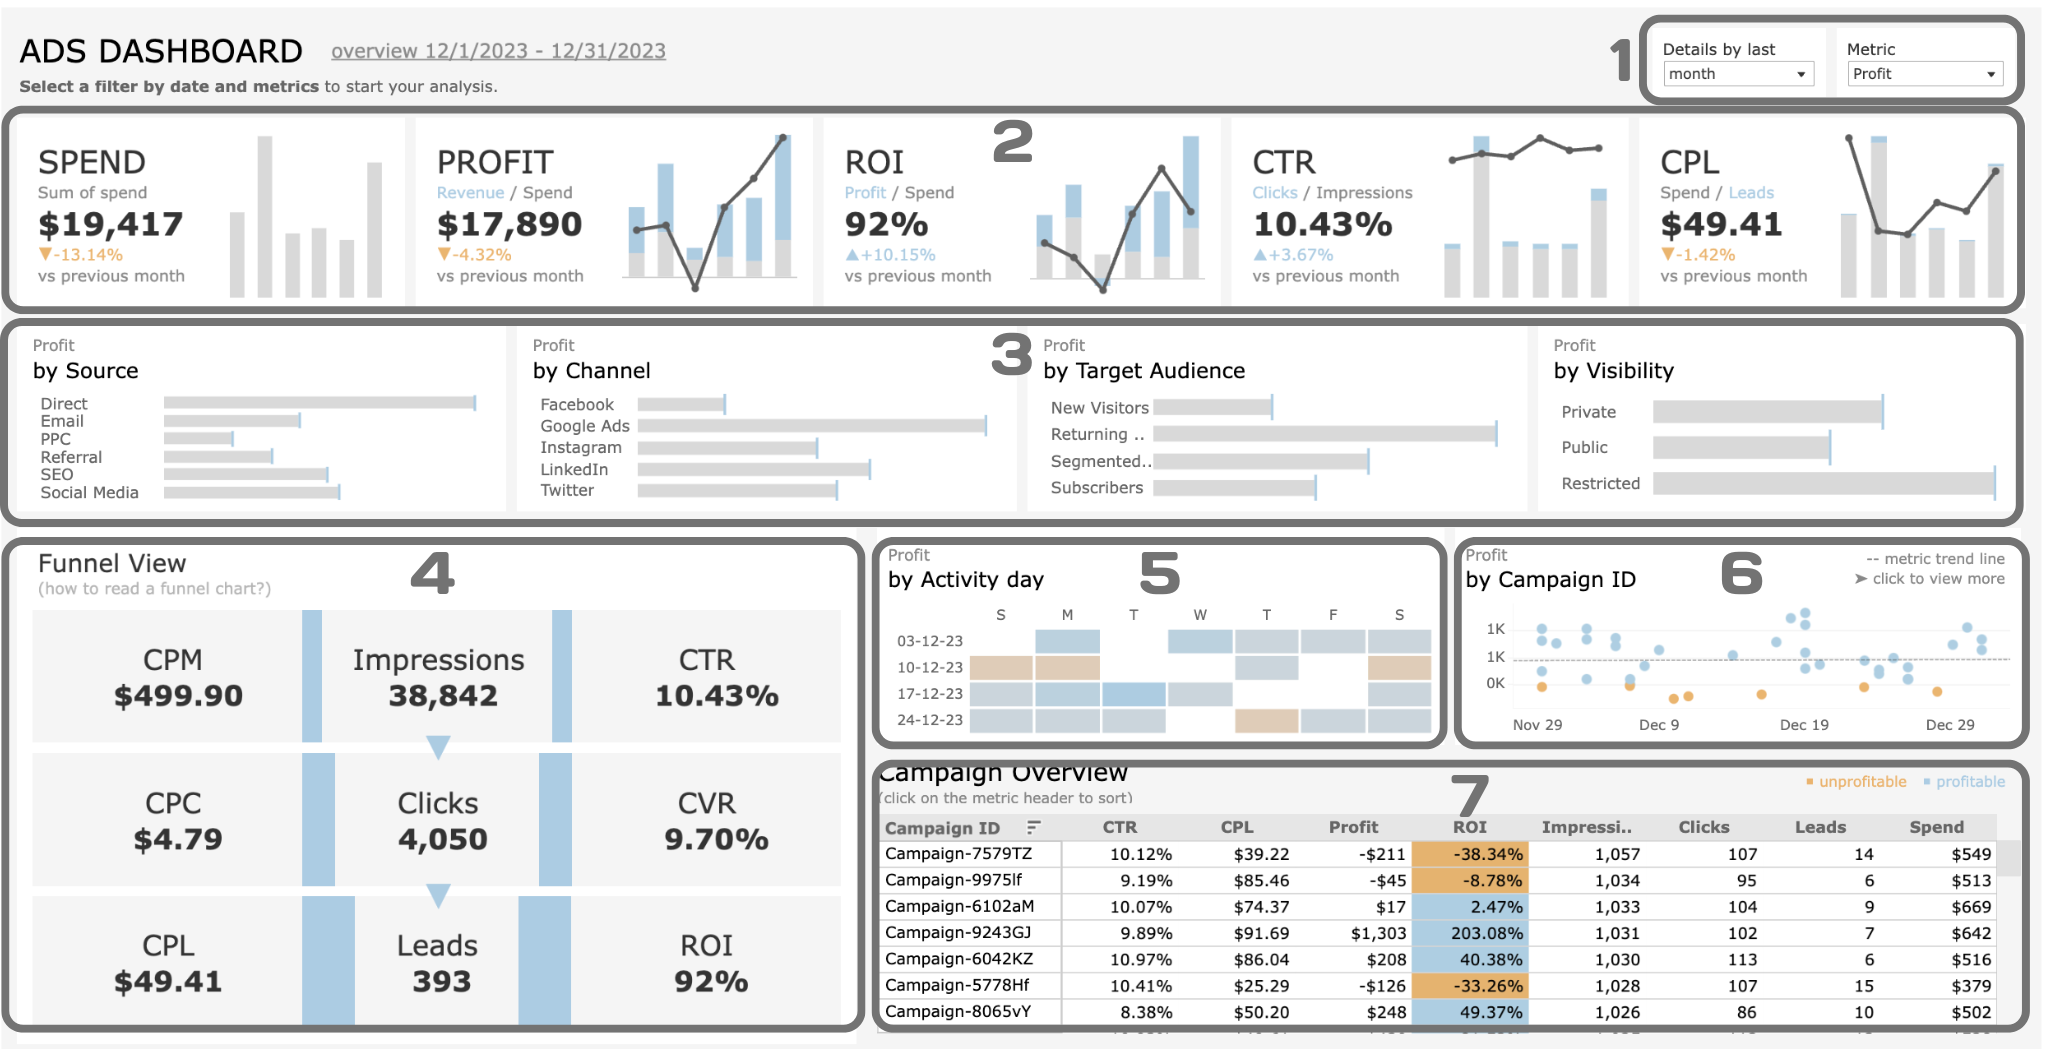 ADS DASHBOARD overview 12/1/2023 - 12/31/2023
Select a filter by date and metrics to start your analysis.
1
Details by last
month
Metric
Profit
2
SPEND
Sum of spend
$19,417
▼-13.14%
vs previous month
PROFIT
Revenue / Spend
$17,890
▼-4.32%
vs previous month
ROI
Profit / Spend
92%
▲+10.15%
vs previous month
CTR
Clicks / Impressions
10.43%
▲+3.67%
vs previous month
CPL
Spend / Leads
$49.41
▼-1.42%
vs previous month
3
Profit
by Source
Direct
Email
PPC
Referral
SEO
Social Media
Profit
by Channel
Facebook
Google Ads
Instagram
LinkedIn
Twitter
Profit
by Target Audience
New Visitors
Returning ..
Segmented..
Subscribers
Profit
by Visibility
Private
Public
Restricted
4
Funnel View
(how to read a funnel chart?)
CPM
$499.90
Impressions
38,842
CTR
10.43%
CPC
$4.79
Clicks
4,050
CVR
9.70%
CPL
$49.41
Leads
393
ROI
92%
5
Profit
by Activity day
S M T W T F S
03-12-23
10-12-23
17-12-23
24-12-23
6
Profit
by Campaign ID
-- metric trend line
➤ click to view more
1K
1K
0K
Nov 29 Dec 9 Dec 19 Dec 29
7
Campaign Overview
(click on the metric header to sort)
unprofitable profitable
Campaign ID CTR CPL Profit ROI Impressi.. Clicks Leads Spend
Campaign-7579TZ 10.12% $39.22 -$211 -38.34% 1,057 107 14 $549
Campaign-9975lf 9.19% $85.46 -$45 -8.78% 1,034 95 6 $513
Campaign-6102aM 10.07% $74.37 $17 2.47% 1,033 104 9 $669
Campaign-9243GJ 9.89% $91.69 $1,303 203.08% 1,031 102 7 $642
Campaign-6042KZ 10.97% $86.04 $208 40.38% 1,030 113 6 $516
Campaign-5778Hf 10.41% $25.29 -$126 -33.26% 1,028 107 15 $379
Campaign-8065vY 8.38% $50.20 $248 49.37% 1,026 86 10 $502